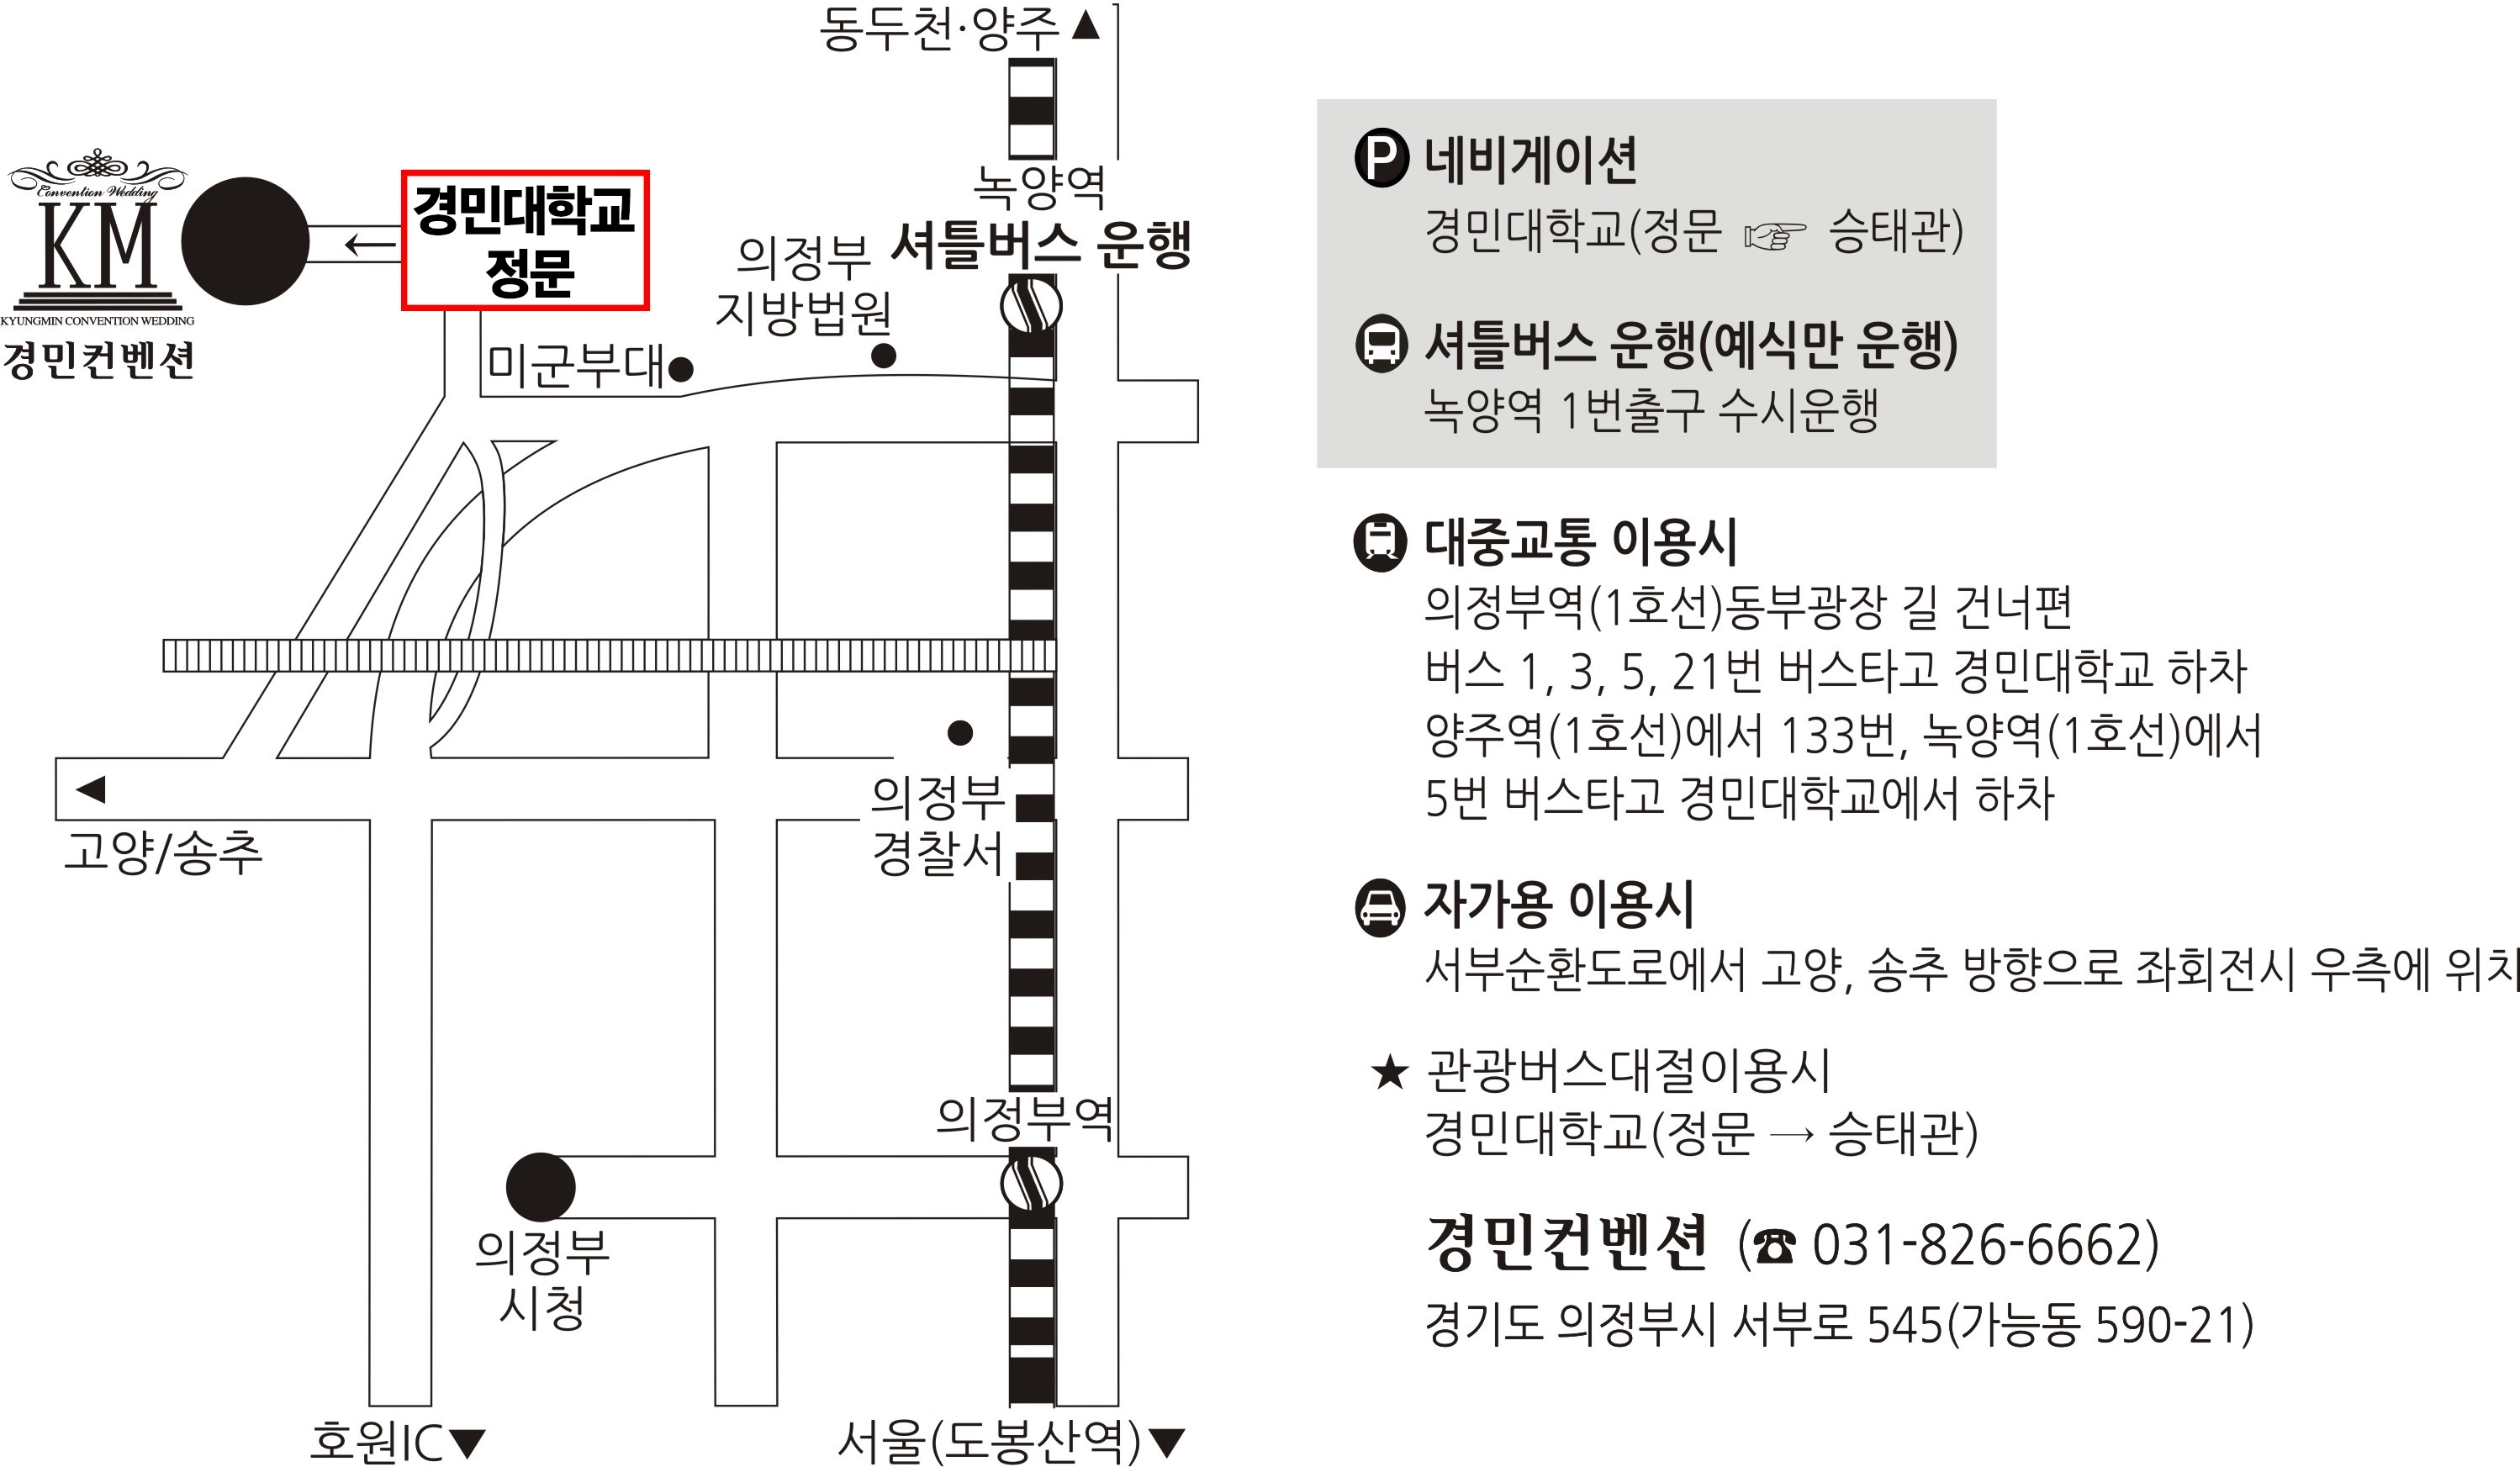 동두천·양주▲
녹양역
셔틀버스 운행
의정부
지방법원
미군부대
Convention Wedding
KM
KYUNGMIN CONVENTION WEDDING
경민컨벤션
←
경민대학교
정문
◀
고양/송추
의정부
경찰서
의정부역
의정부
시청
호원IC▼
서울(도봉산역)▼
P 네비게이션
경민대학교(정문 ☞ 승태관)
셔틀버스 운행(예식만 운행)
녹양역 1번출구 수시운행
대중교통 이용시
의정부역(1호선)동부광장 길 건너편
버스 1, 3, 5, 21번 버스타고 경민대학교 하차
양주역(1호선)에서 133번, 녹양역(1호선)에서
5번 버스타고 경민대학교에서 하차
자가용 이용시
서부순환도로에서 고양, 송추 방향으로 좌회전시 우측에 위치
★ 관광버스대절이용시
경민대학교(정문 → 승태관)
경민컨벤션 (☎ 031-826-6662)
경기도 의정부시 서부로 545(가능동 590-21)